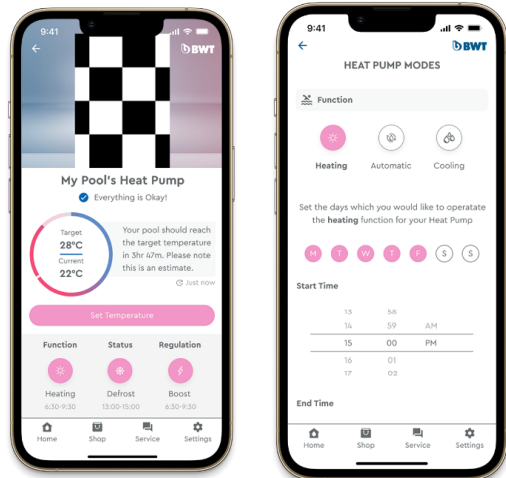 9:41
BWT
My Pool's Heat Pump
Everything is Okay!
Target
28°C
Current
22°C
Your pool should reach
the target temperature
in 3hr 47m. Please note
this is an estimate.
Just now
Set Temperature
Function Status Regulation
Heating Defrost Boost
6:30-9:30 13:00-15:00 6:30-9:30
Home Shop Service Settings
9:41
BWT
HEAT PUMP MODES
Function
Heating Automatic Cooling
Set the days which you would like to operatate
the heating function for your Heat Pump
M T W T F S S
Start Time
13 58
14 59 AM
15 00 PM
16 01
17 02
End Time
Home Shop Service Settings